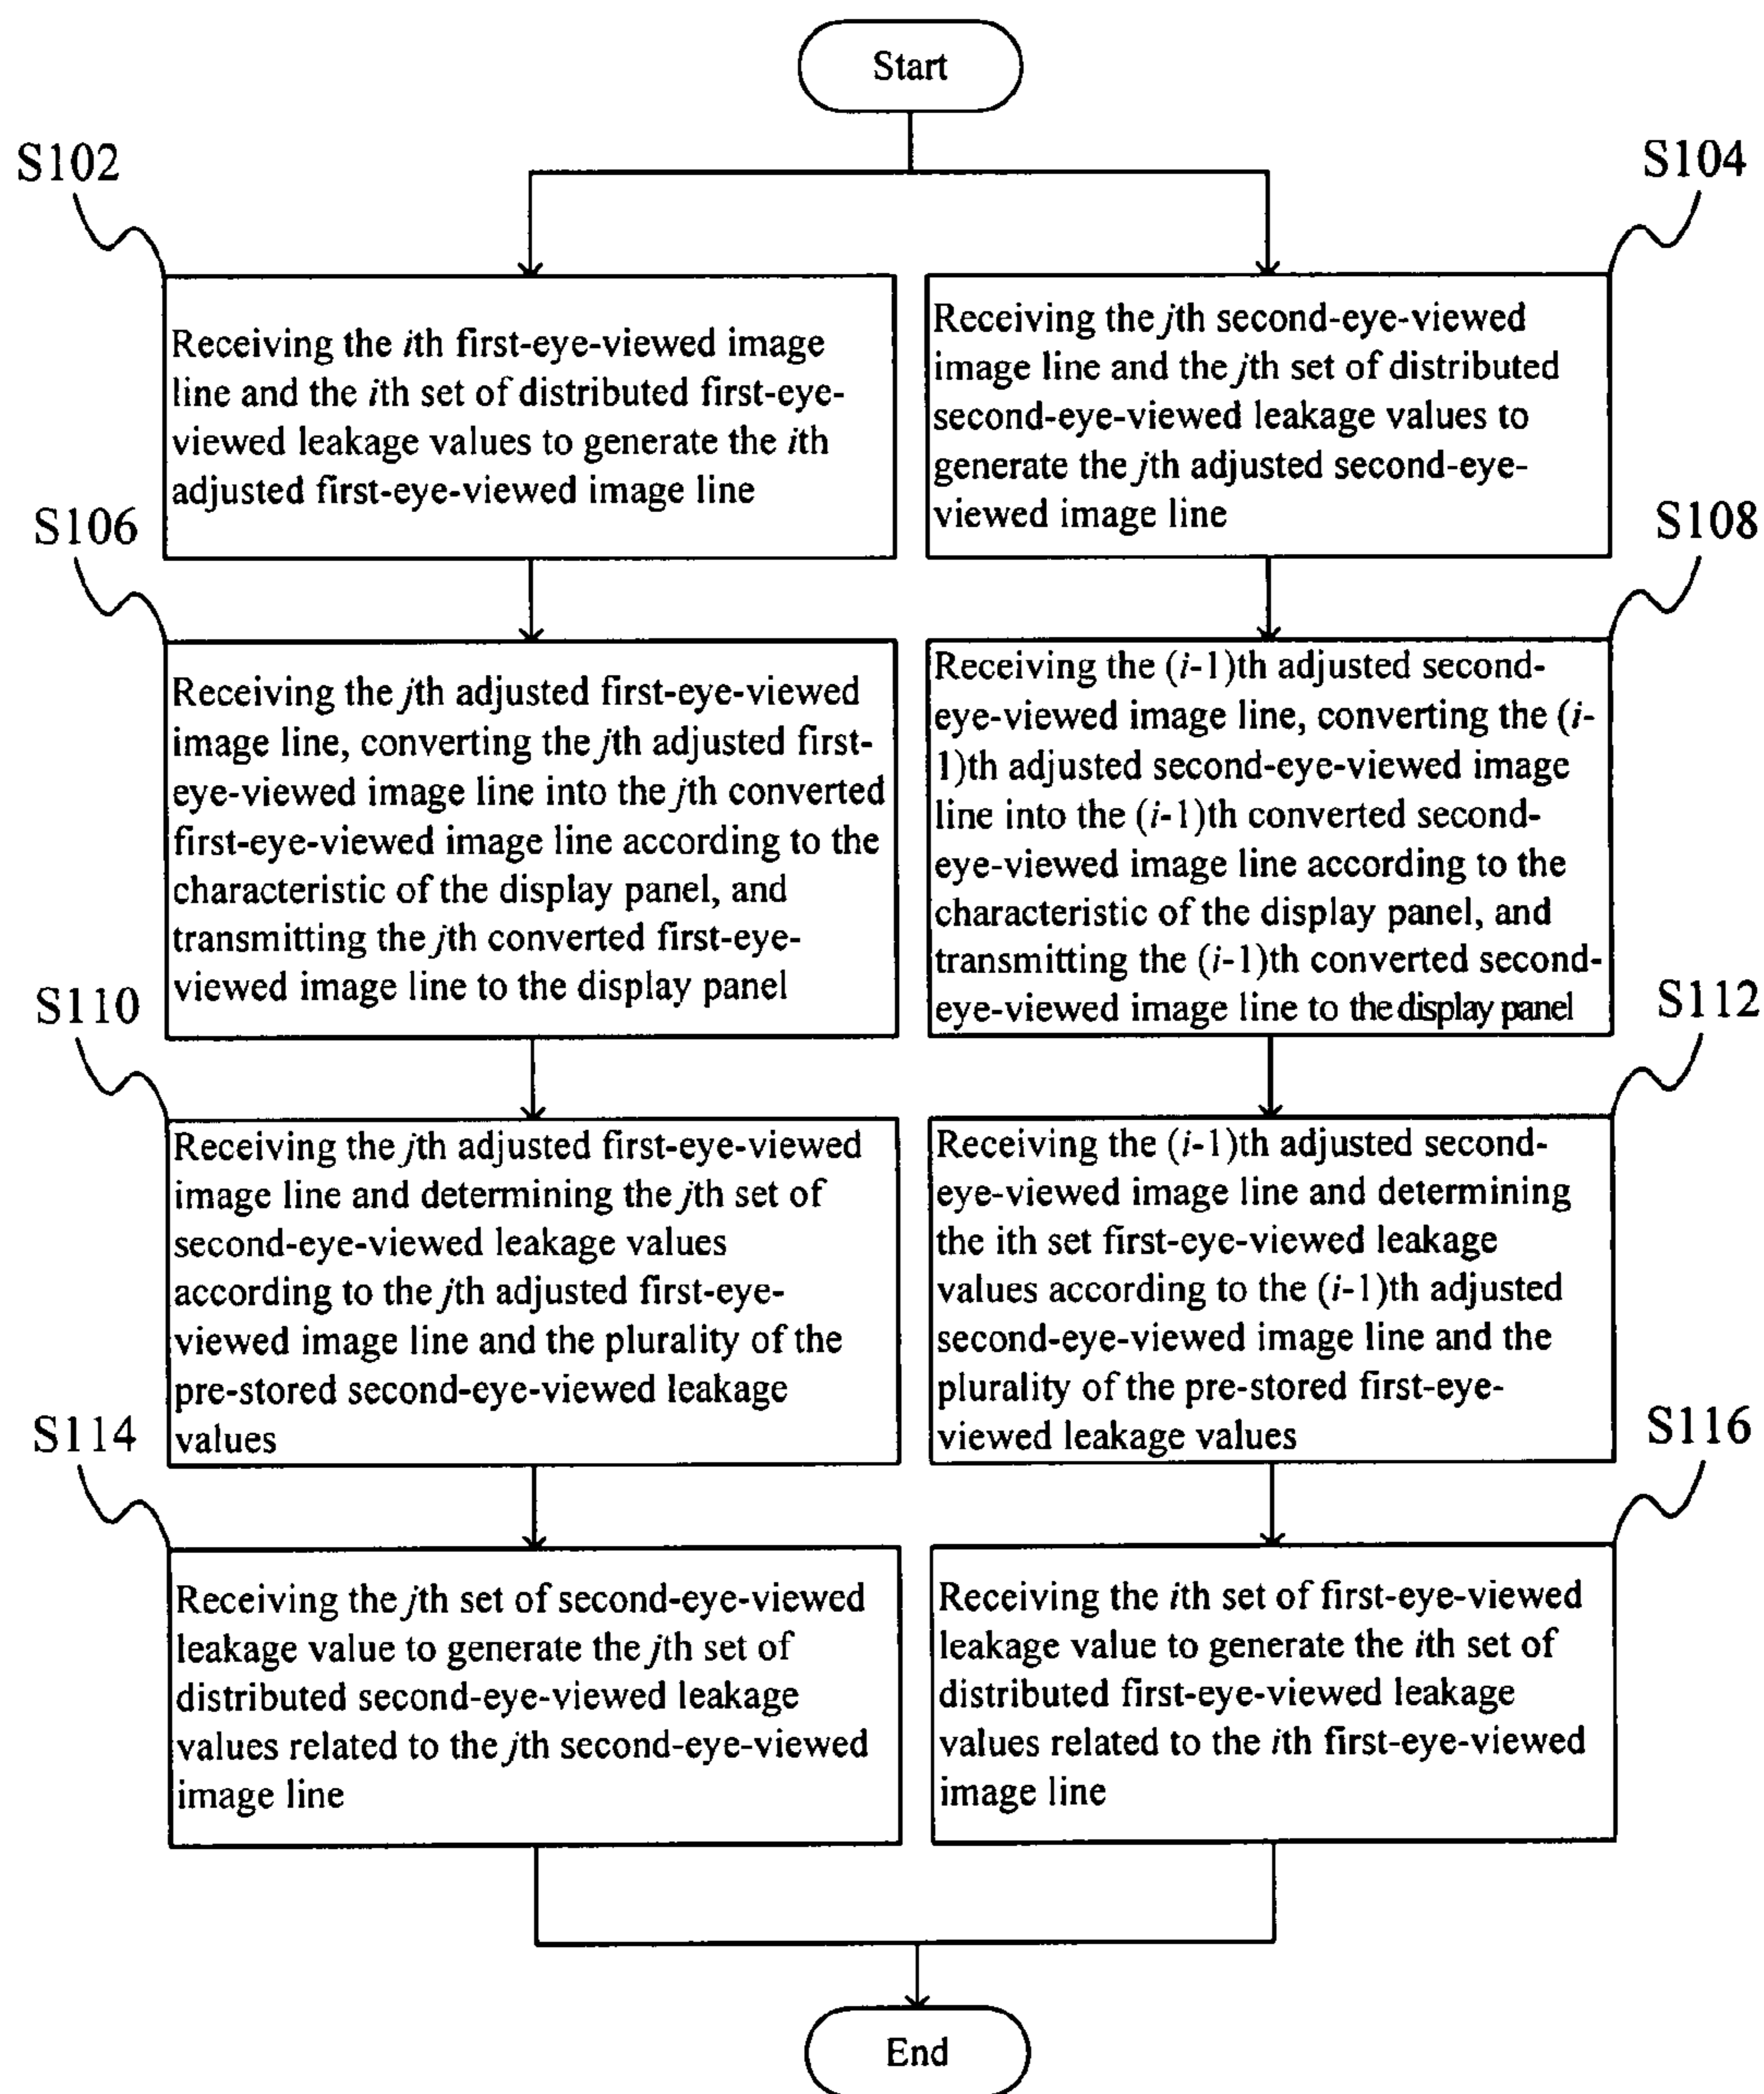 Start
S102
S104
Receiving the ith first-eye-viewed image
line and the ith set of distributed first-eye-
viewed leakage values to generate the ith
adjusted first-eye-viewed image line
Receiving the jth second-eye-viewed
image line and the jth set of distributed
second-eye-viewed leakage values to
generate the jth adjusted second-eye-
viewed image line
S106
S108
Receiving the jth adjusted first-eye-viewed
image line, converting the jth adjusted first-
eye-viewed image line into the jth converted
first-eye-viewed image line according to the
characteristic of the display panel, and
transmitting the jth converted first-eye-
viewed image line to the display panel
Receiving the (i-1)th adjusted second-
eye-viewed image line, converting the (i-
1)th adjusted second-eye-viewed image
line into the (i-1)th converted second-
eye-viewed image line according to the
characteristic of the display panel, and
transmitting the (i-1)th converted second-
eye-viewed image line to the display panel
S110
S112
Receiving the jth adjusted first-eye-viewed
image line and determining the jth set of
second-eye-viewed leakage values
according to the jth adjusted first-eye-
viewed image line and the plurality of the
pre-stored second-eye-viewed leakage
values
Receiving the (i-1)th adjusted second-
eye-viewed image line and determining
the ith set first-eye-viewed leakage
values according to the (i-1)th adjusted
second-eye-viewed image line and the
plurality of the pre-stored first-eye-
viewed leakage values
S114
S116
Receiving the jth set of second-eye-viewed
leakage value to generate the jth set of
distributed second-eye-viewed leakage
values related to the jth second-eye-viewed
image line
Receiving the ith set of first-eye-viewed
leakage value to generate the ith set of
distributed first-eye-viewed leakage
values related to the ith first-eye-viewed
image line
End